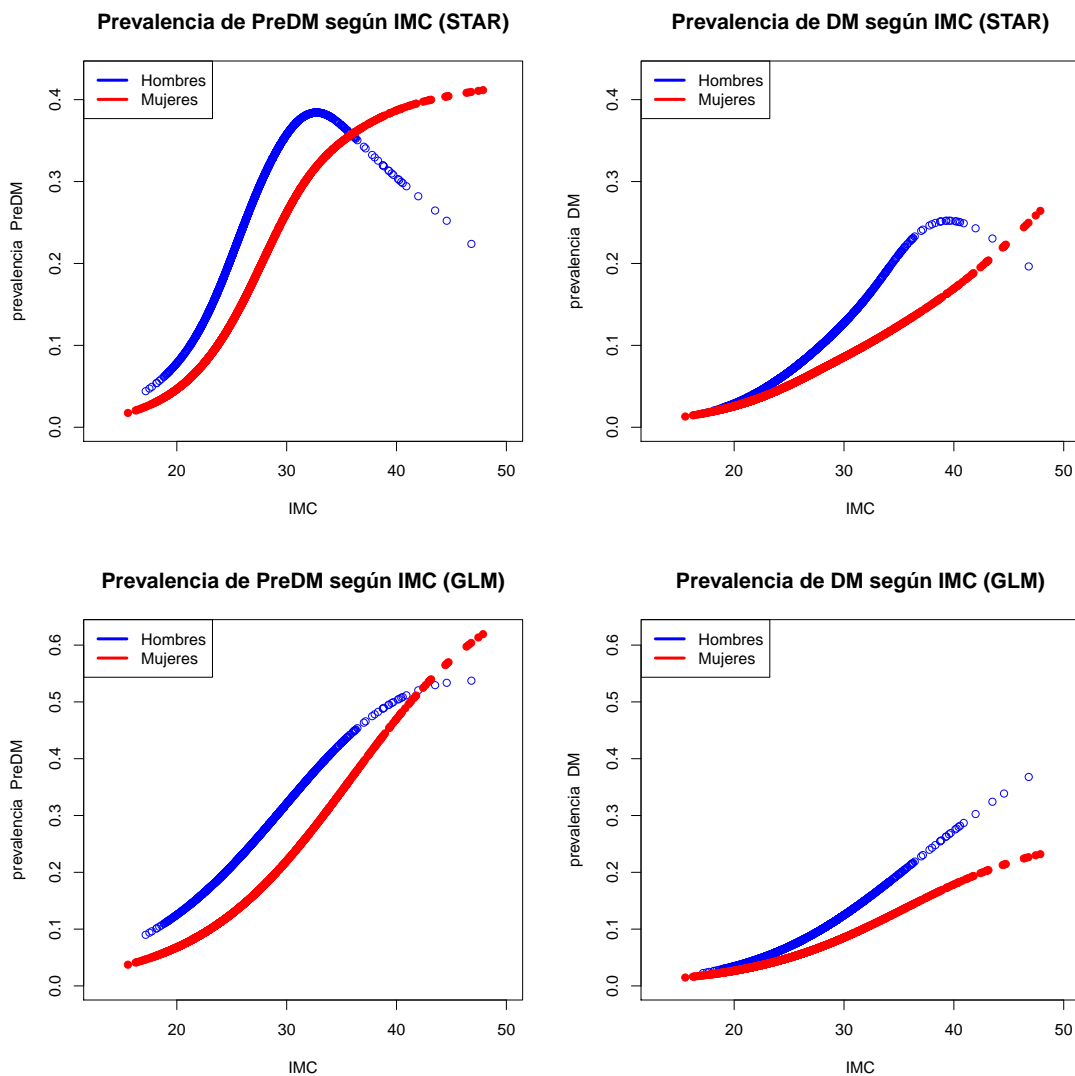 Prevalencia de PreDM según IMC (STAR)
Hombres
Mujeres
prevalencia PreDM
0.4
0.3
0.2
0.1
0.0
20 30 40 50
IMC
Prevalencia de DM según IMC (STAR)
Hombres
Mujeres
prevalencia DM
0.4
0.3
0.2
0.1
0.0
20 30 40 50
IMC
Prevalencia de PreDM según IMC (GLM)
Hombres
Mujeres
prevalencia PreDM
0.6
0.5
0.4
0.3
0.2
0.1
0.0
20 30 40 50
IMC
Prevalencia de DM según IMC (GLM)
Hombres
Mujeres
prevalencia DM
0.6
0.5
0.4
0.3
0.2
0.1
0.0
20 30 40 50
IMC